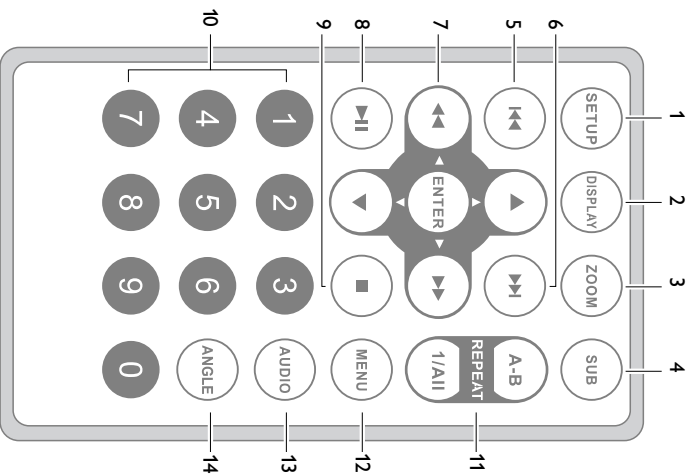 1 2 3 4
SETUP DISPLAY ZOOM SUB
6
5
A-B
REPEAT 11
7 ENTER 1/All
8 MENU 12
9
1 2 3 AUDIO 13
10 4 5 6 ANGLE 14
7 8 9 0